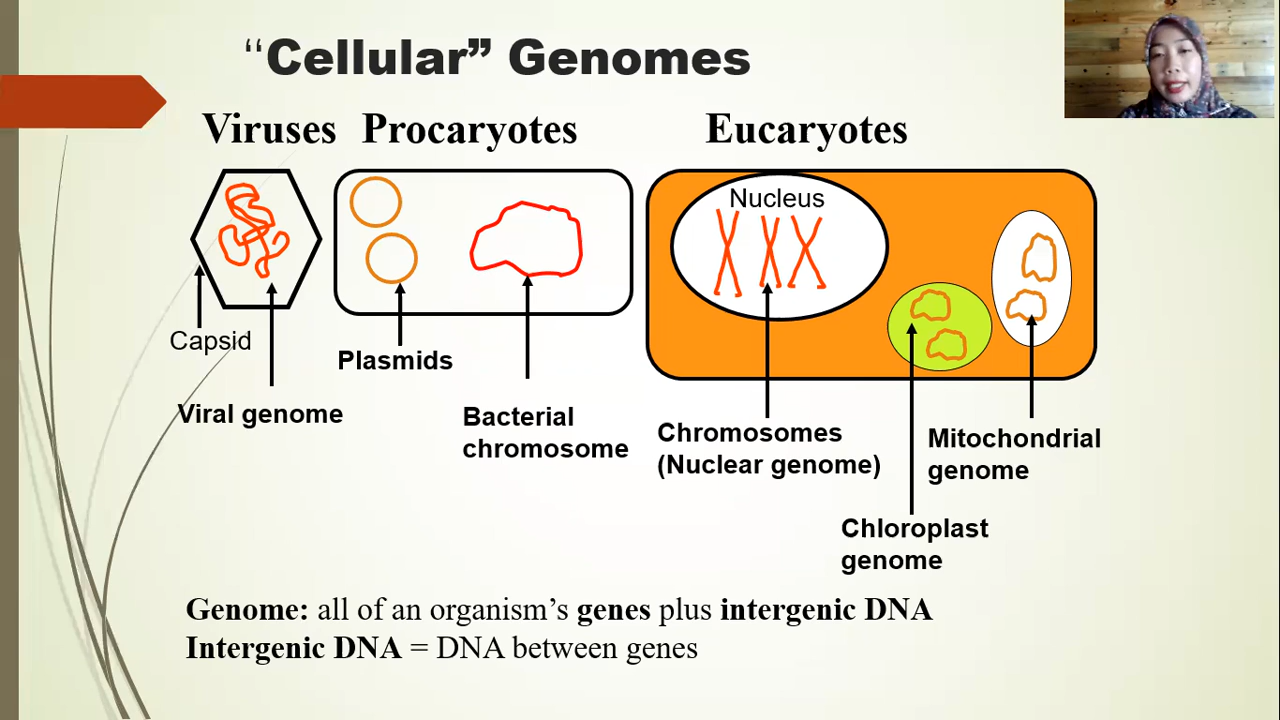 “Cellular” Genomes
Viruses
Procaryotes
Eucaryotes
Nucleus
Capsid
Plasmids
Viral genome
Bacterial
chromosome
Chromosomes
(Nuclear genome)
Mitochondrial
genome
Chloroplast
genome
Genome: all of an organism’s genes plus intergenic DNA
Intergenic DNA = DNA between genes